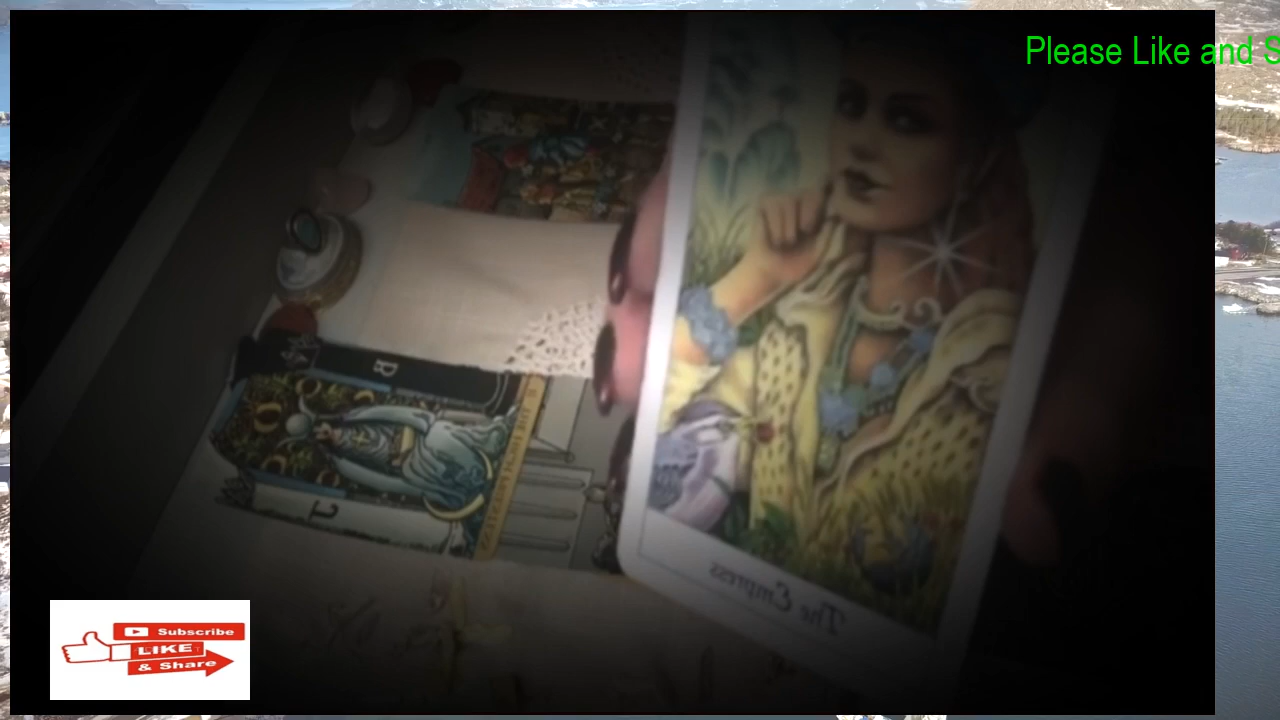 Please Like and S
B
J
The Empress
Subscribe
LIKE
& Share